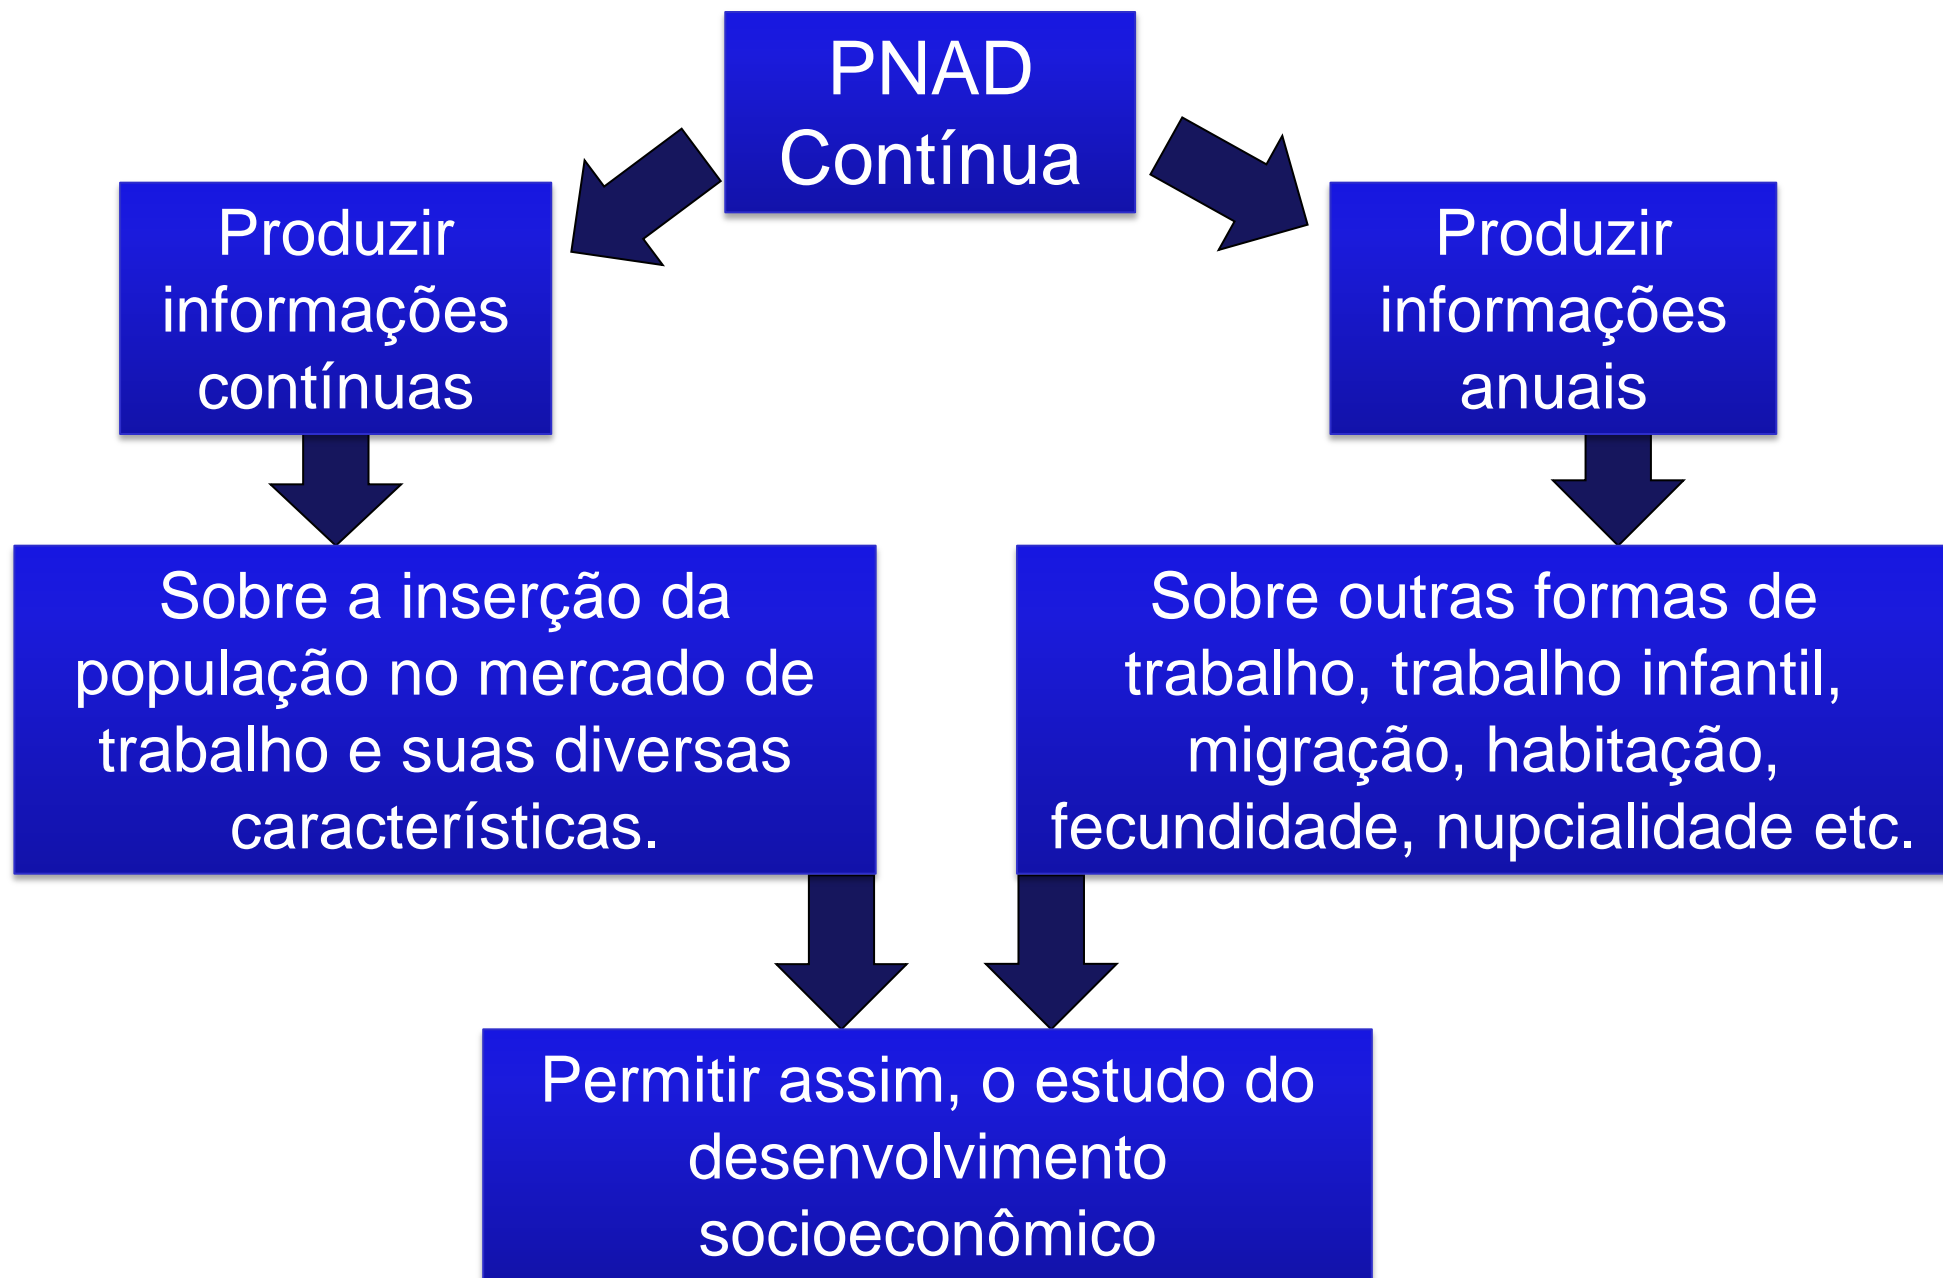 PNAD
Contínua
Produzir
informações
contínuas
Produzir
informações
anuais
Sobre a inserção da
população no mercado de
trabalho e suas diversas
características.
Sobre outras formas de
trabalho, trabalho infantil,
migração, habitação,
fecundidade, nupcialidade etc.
Permitir assim, o estudo do
desenvolvimento
socioeconômico